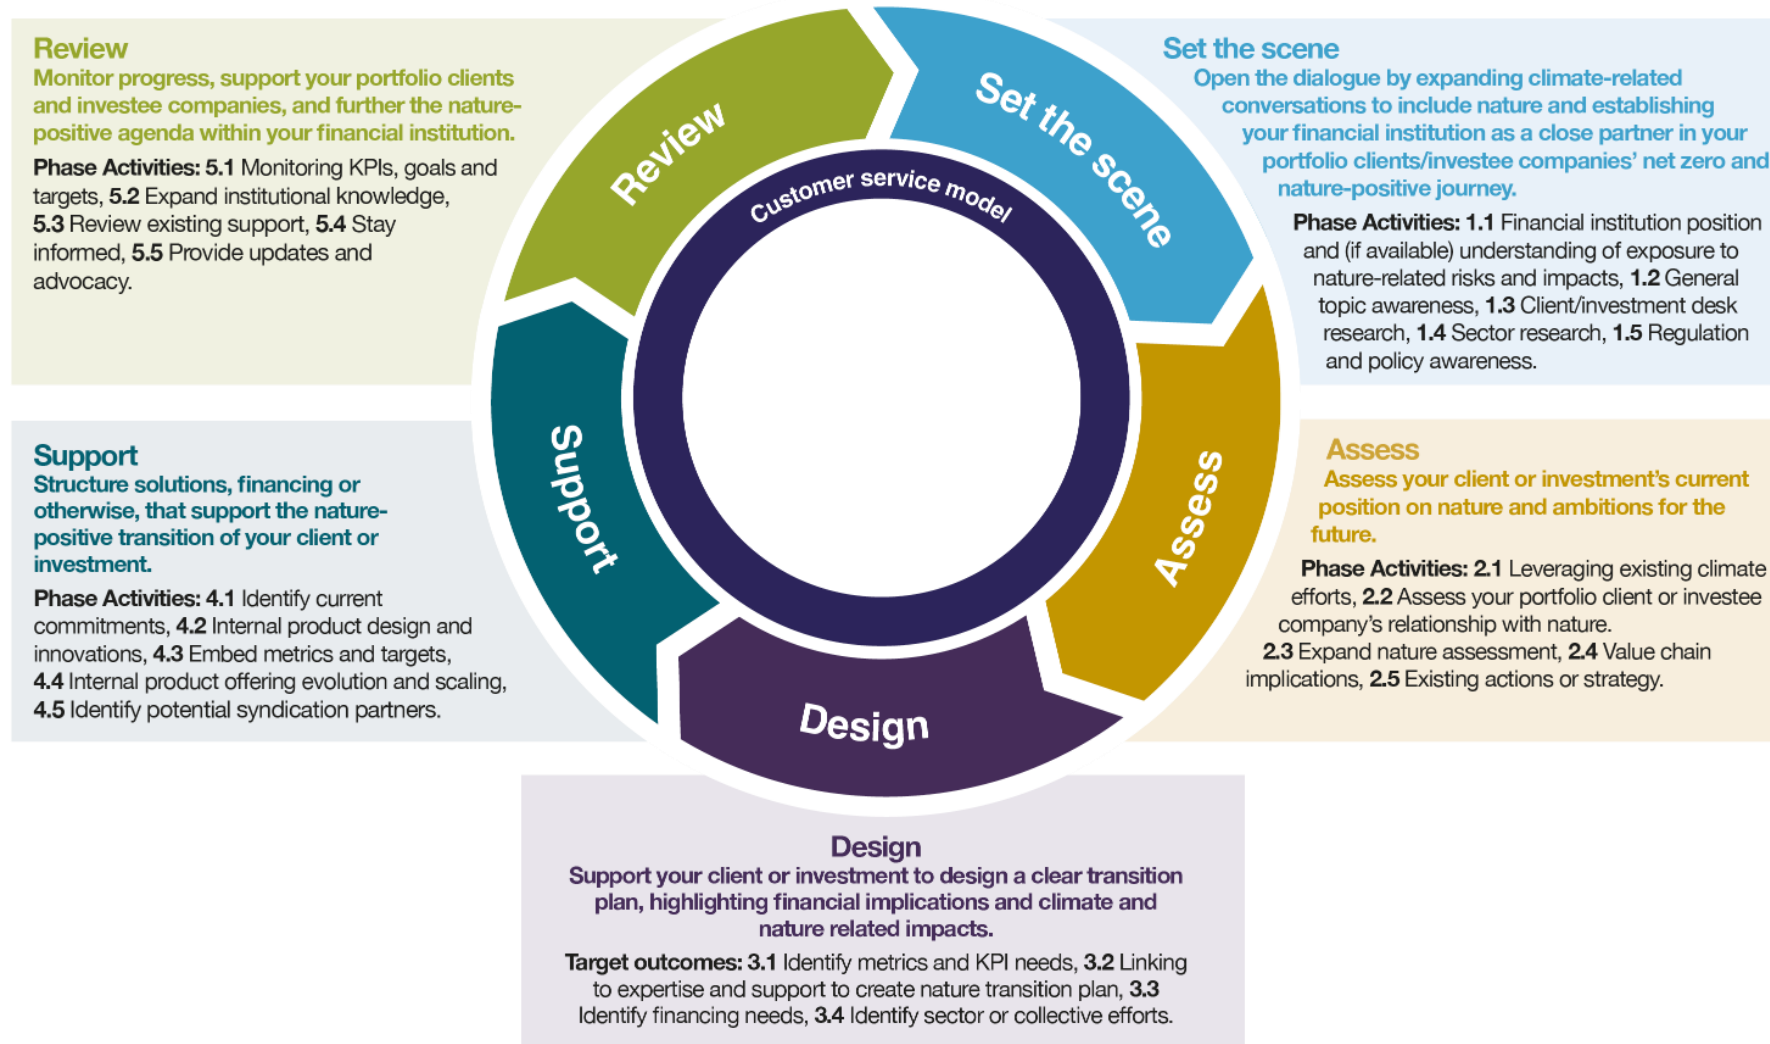 Review
Monitor progress, support your portfolio clients
and investee companies, and further the nature-
positive agenda within your financial institution.
Phase Activities: 5.1 Monitoring KPIs, goals and
targets, 5.2 Expand institutional knowledge,
5.3 Review existing support, 5.4 Stay
informed, 5.5 Provide updates and
advocacy.
Set the scene
Open the dialogue by expanding climate-related
conversations to include nature and establishing
your financial institution as a close partner in your
portfolio clients/investee companies’ net zero and
nature-positive journey.
Phase Activities: 1.1 Financial institution position
and (if available) understanding of exposure to
nature-related risks and impacts, 1.2 General
topic awareness, 1.3 Client/investment desk
research, 1.4 Sector research, 1.5 Regulation
and policy awareness.
Review
Set the scene
Customer service model
Support
Assess
Design
Support
Structure solutions, financing or
otherwise, that support the nature-
positive transition of your client or
investment.
Phase Activities: 4.1 Identify current
commitments, 4.2 Internal product design and
innovations, 4.3 Embed metrics and targets,
4.4 Internal product offering evolution and scaling,
4.5 Identify potential syndication partners.
Assess
Assess your client or investment’s current
position on nature and ambitions for the
future.
Phase Activities: 2.1 Leveraging existing climate
efforts, 2.2 Assess your portfolio client or investee
company’s relationship with nature.
2.3 Expand nature assessment, 2.4 Value chain
implications, 2.5 Existing actions or strategy.
Design
Support your client or investment to design a clear transition
plan, highlighting financial implications and climate and
nature related impacts.
Target outcomes: 3.1 Identify metrics and KPI needs, 3.2 Linking
to expertise and support to create nature transition plan, 3.3
Identify financing needs, 3.4 Identify sector or collective efforts.